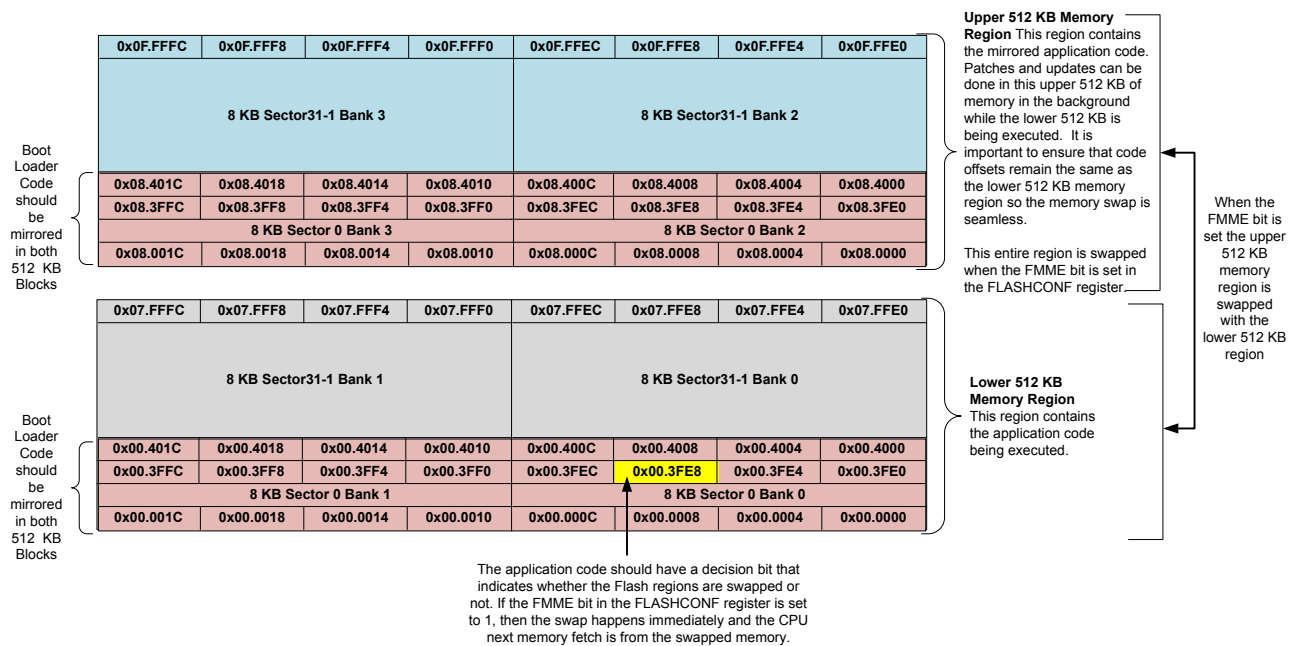 0x0F.FFFC 0x0F.FFF8 0x0F.FFF4 0x0F.FFF0 0x0F.FFEC 0x0F.FFE8 0x0F.FFE4 0x0F.FFE0
8 KB Sector31-1 Bank 3 8 KB Sector31-1 Bank 2
0x08.401C 0x08.4018 0x08.4014 0x08.4010 0x08.400C 0x08.4008 0x08.4004 0x08.4000
0x08.3FFC 0x08.3FF8 0x08.3FF4 0x08.3FF0 0x08.3FEC 0x08.3FE8 0x08.3FE4 0x08.3FE0
8 KB Sector 0 Bank 3 8 KB Sector 0 Bank 2
0x08.001C 0x08.0018 0x08.0014 0x08.0010 0x08.000C 0x08.0008 0x08.0004 0x08.0000
Boot
Loader
Code
should
be
mirrored
in both
512 KB
Blocks
Upper 512 KB Memory
Region This region contains
the mirrored application code.
Patches and updates can be
done in this upper 512 KB of
memory in the background
while the lower 512 KB is
being executed. It is
important to ensure that code
offsets remain the same as
the lower 512 KB memory
region so the memory swap is
seamless.
This entire region is swapped
when the FMME bit is set in
the FLASHCONF register.
When the
FMME bit is
set the upper
512 KB
memory
region is
swapped
with the
lower 512 KB
region
0x07.FFFC 0x07.FFF8 0x07.FFF4 0x07.FFF0 0x07.FFEC 0x07.FFE8 0x07.FFE4 0x07.FFE0
8 KB Sector31-1 Bank 1 8 KB Sector31-1 Bank 0
0x00.401C 0x00.4018 0x00.4014 0x00.4010 0x00.400C 0x00.4008 0x00.4004 0x00.4000
0x00.3FFC 0x00.3FF8 0x00.3FF4 0x00.3FF0 0x00.3FEC 0x00.3FE8 0x00.3FE4 0x00.3FE0
8 KB Sector 0 Bank 1 8 KB Sector 0 Bank 0
0x00.001C 0x00.0018 0x00.0014 0x00.0010 0x00.000C 0x00.0008 0x00.0004 0x00.0000
Boot
Loader
Code
should
be
mirrored
in both
512 KB
Blocks
Lower 512 KB
Memory Region
This region contains
the application code
being executed.
The application code should have a decision bit that
indicates whether the Flash regions are swapped or
not. If the FMME bit in the FLASHCONF register is set
to 1, then the swap happens immediately and the CPU
next memory fetch is from the swapped memory.